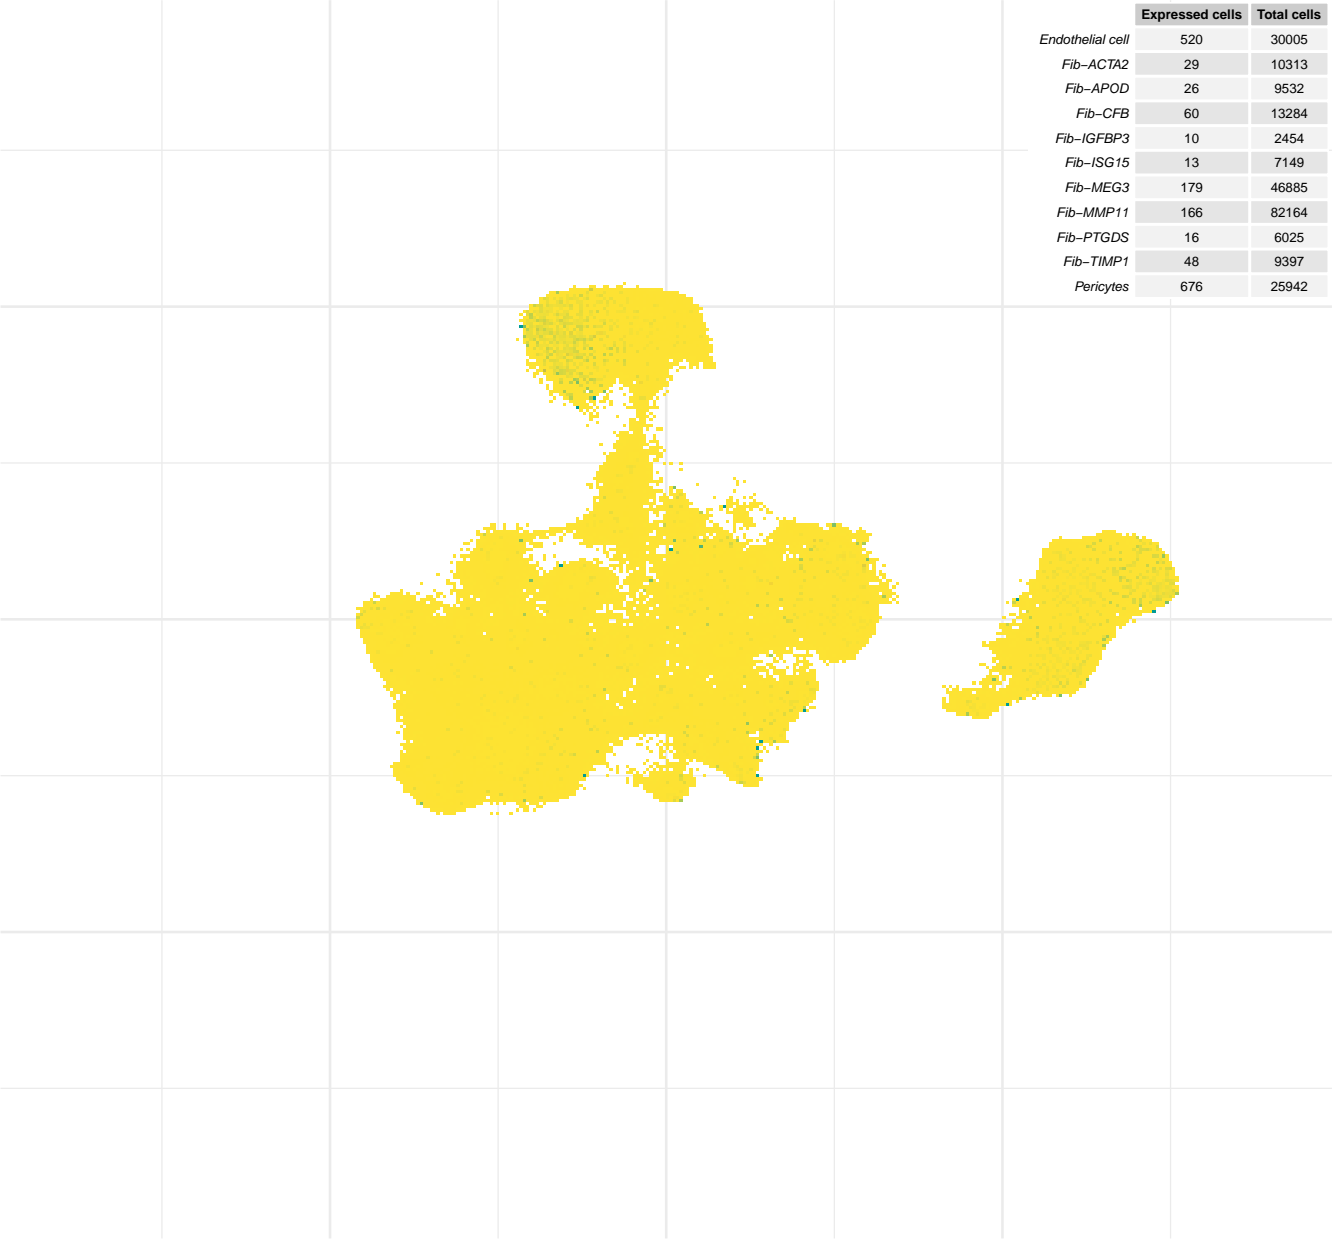 Expressed cells Total cells
Endothelial cell 520 30005
Fib−ACTA2 29 10313
Fib−APOD 26 9532
Fib−CFB 60 13284
Fib−IGFBP3 10 2454
Fib−ISG15 13 7149
Fib−MEG3 179 46885
Fib−MMP11 166 82164
Fib−PTGDS 16 6025
Fib−TIMP1 48 9397
Pericytes 676 25942